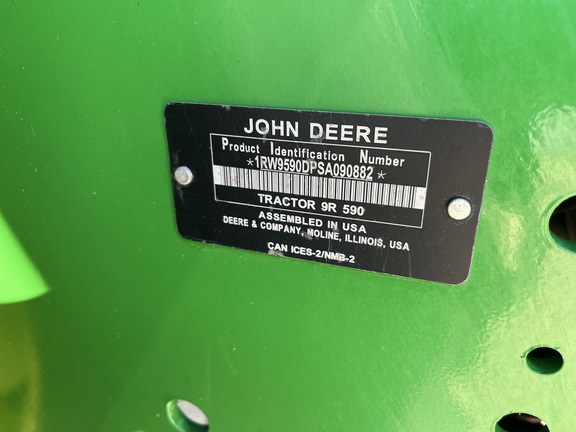 JOHN DEERE
Product Identification Number
*1RW9590DPSA090882*
TRACTOR 9R 590
ASSEMBLED IN USA
DEERE & COMPANY, MOLINE, ILLINOIS, USA
CAN ICES-2/NMB-2